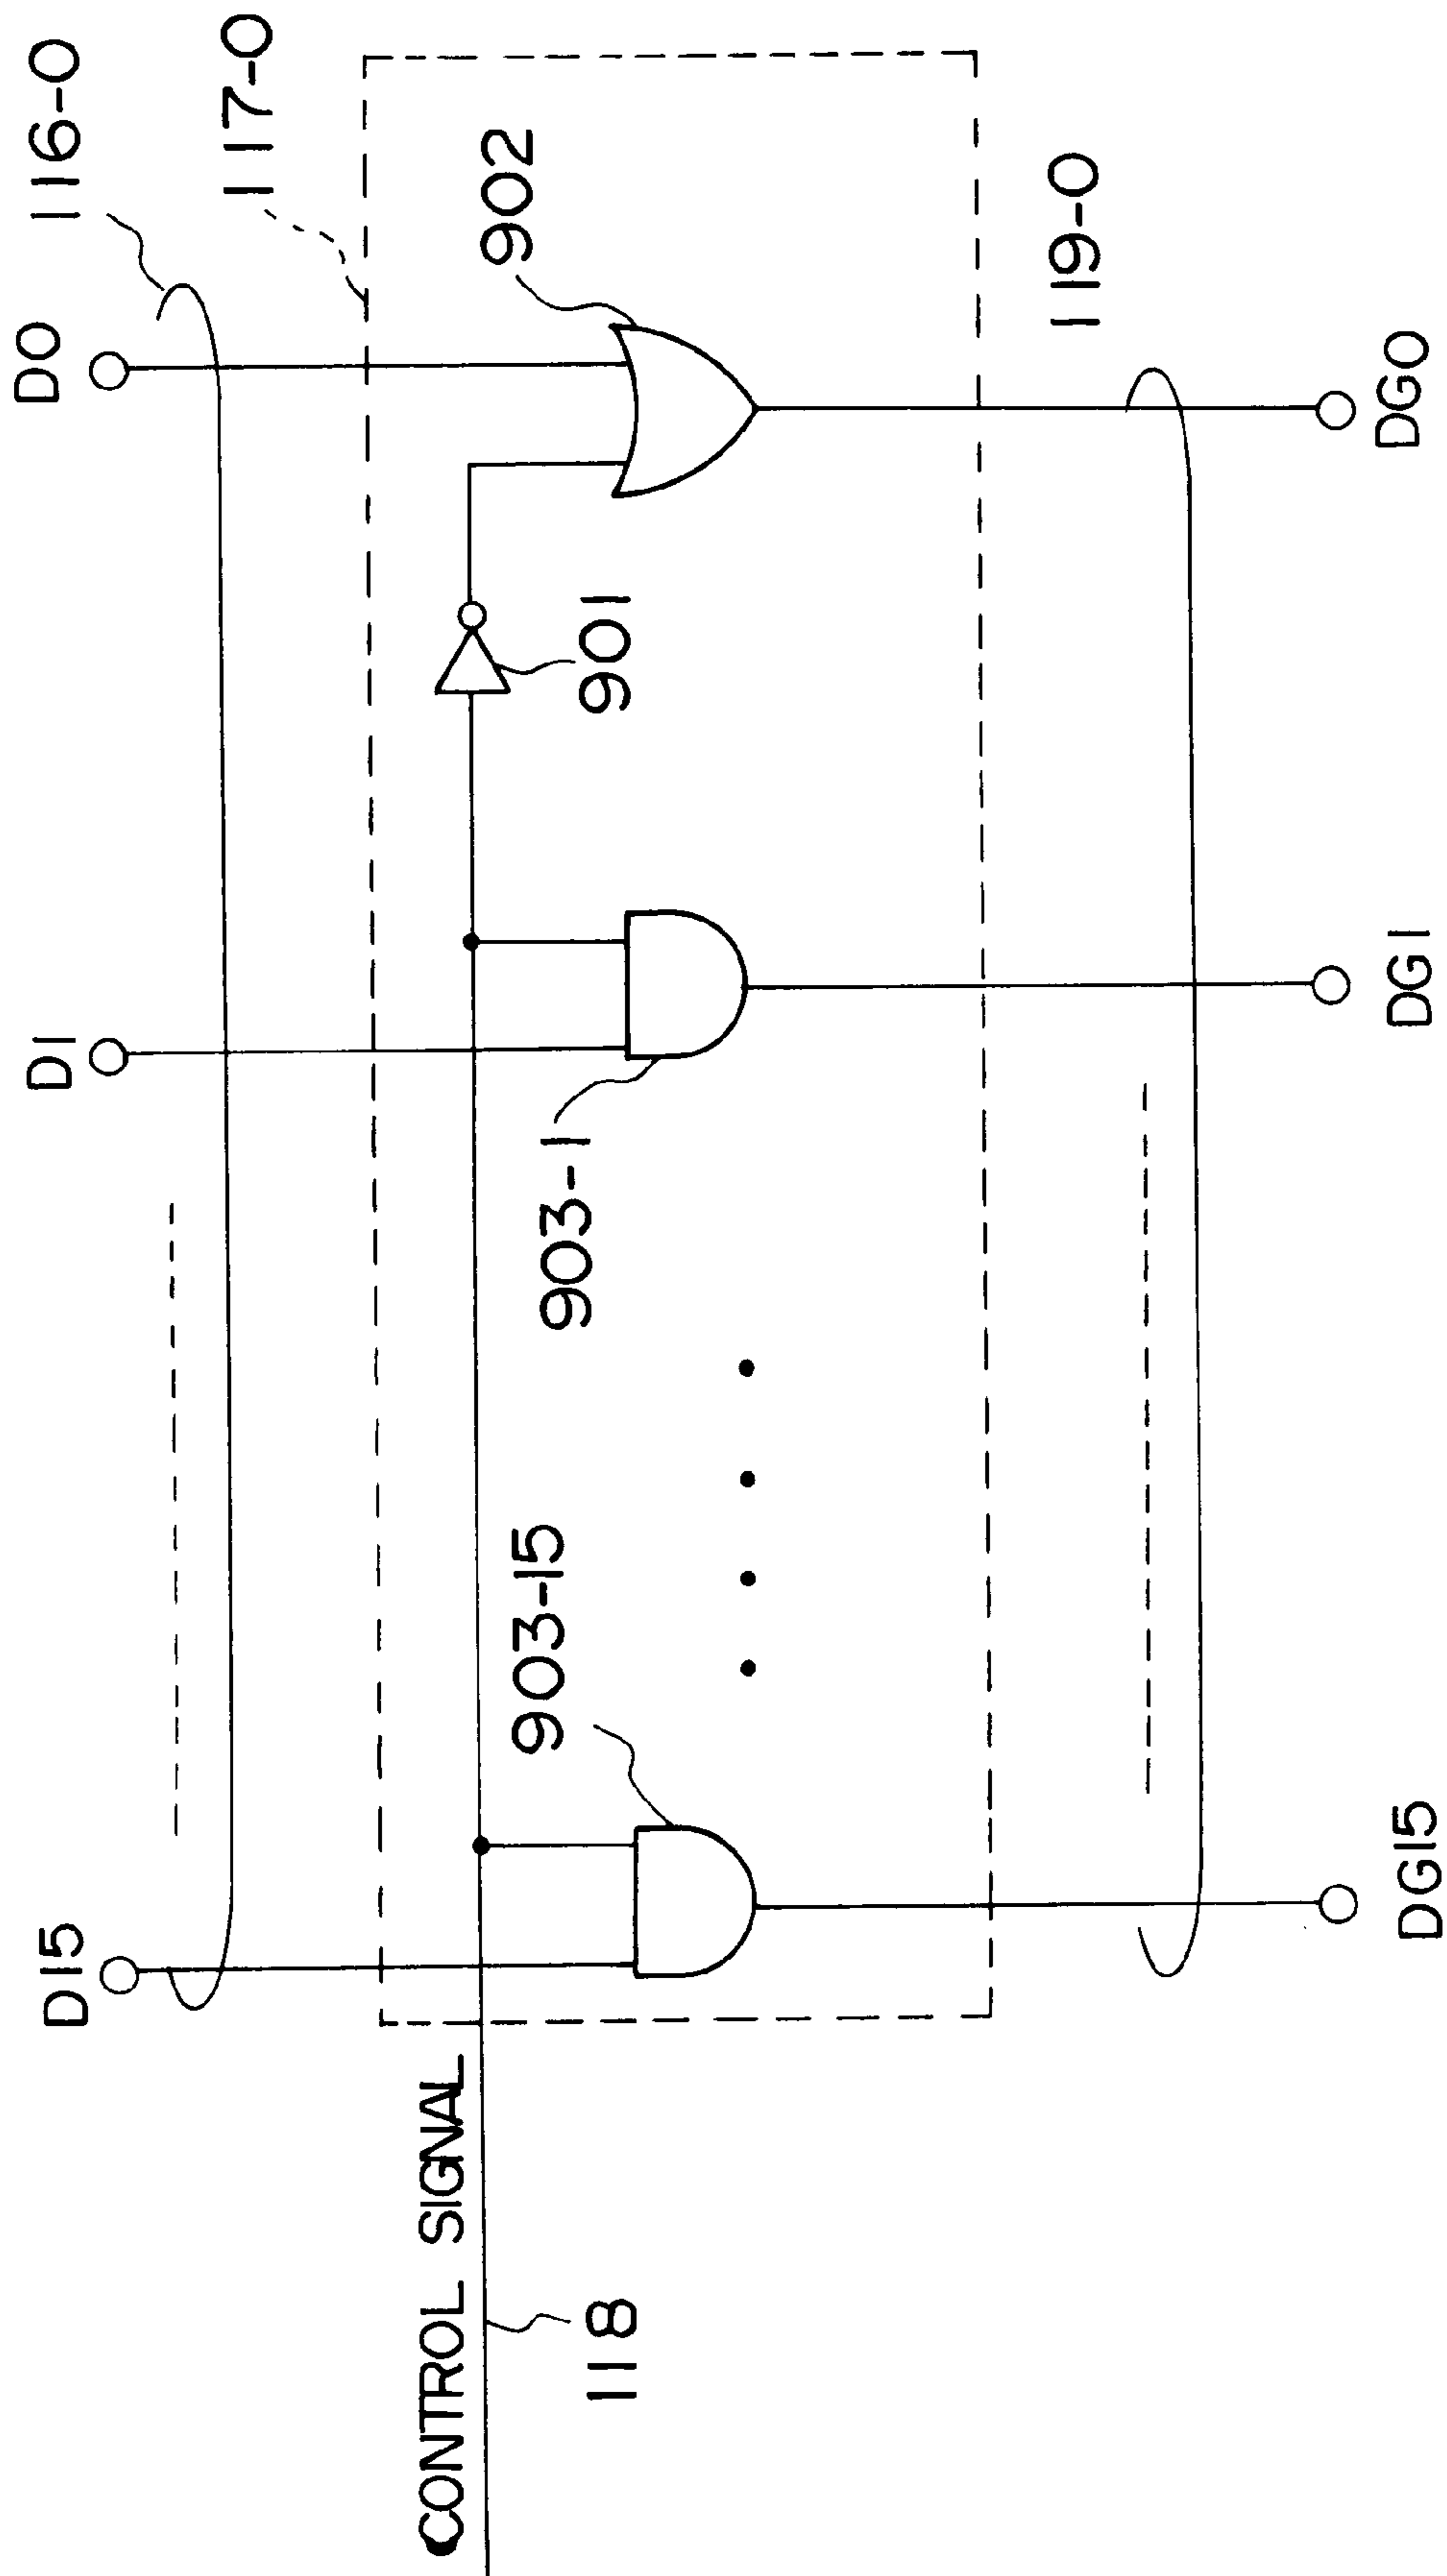 D15
D1
D0
116-0
117-0
CONTROL SIGNAL
118
903-15
903-1
901
902
119-0
DG15
DG1
DG0